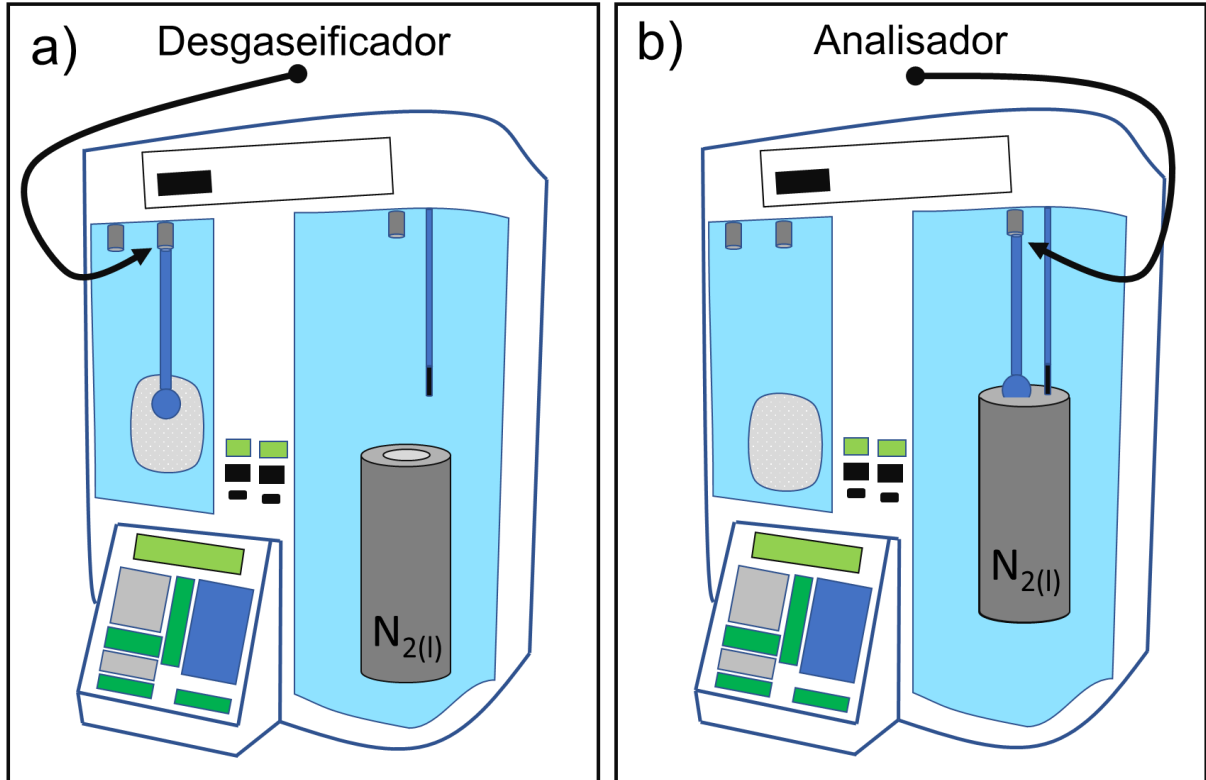 a)
Desgaseificador
N2(l)
b)
Analisador
N2(l)